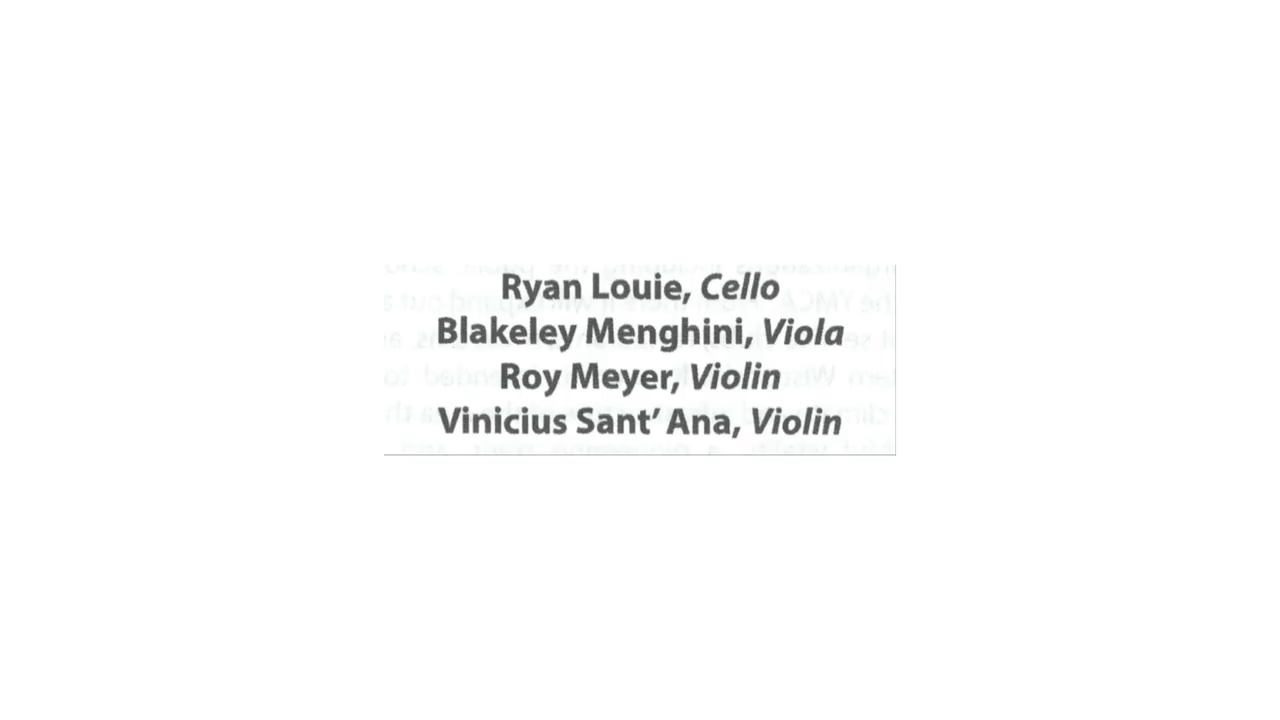 Ryan Louie, Cello
Blakeley Menghini, Viola
Roy Meyer, Violin
Vinicius Sant' Ana, Violin